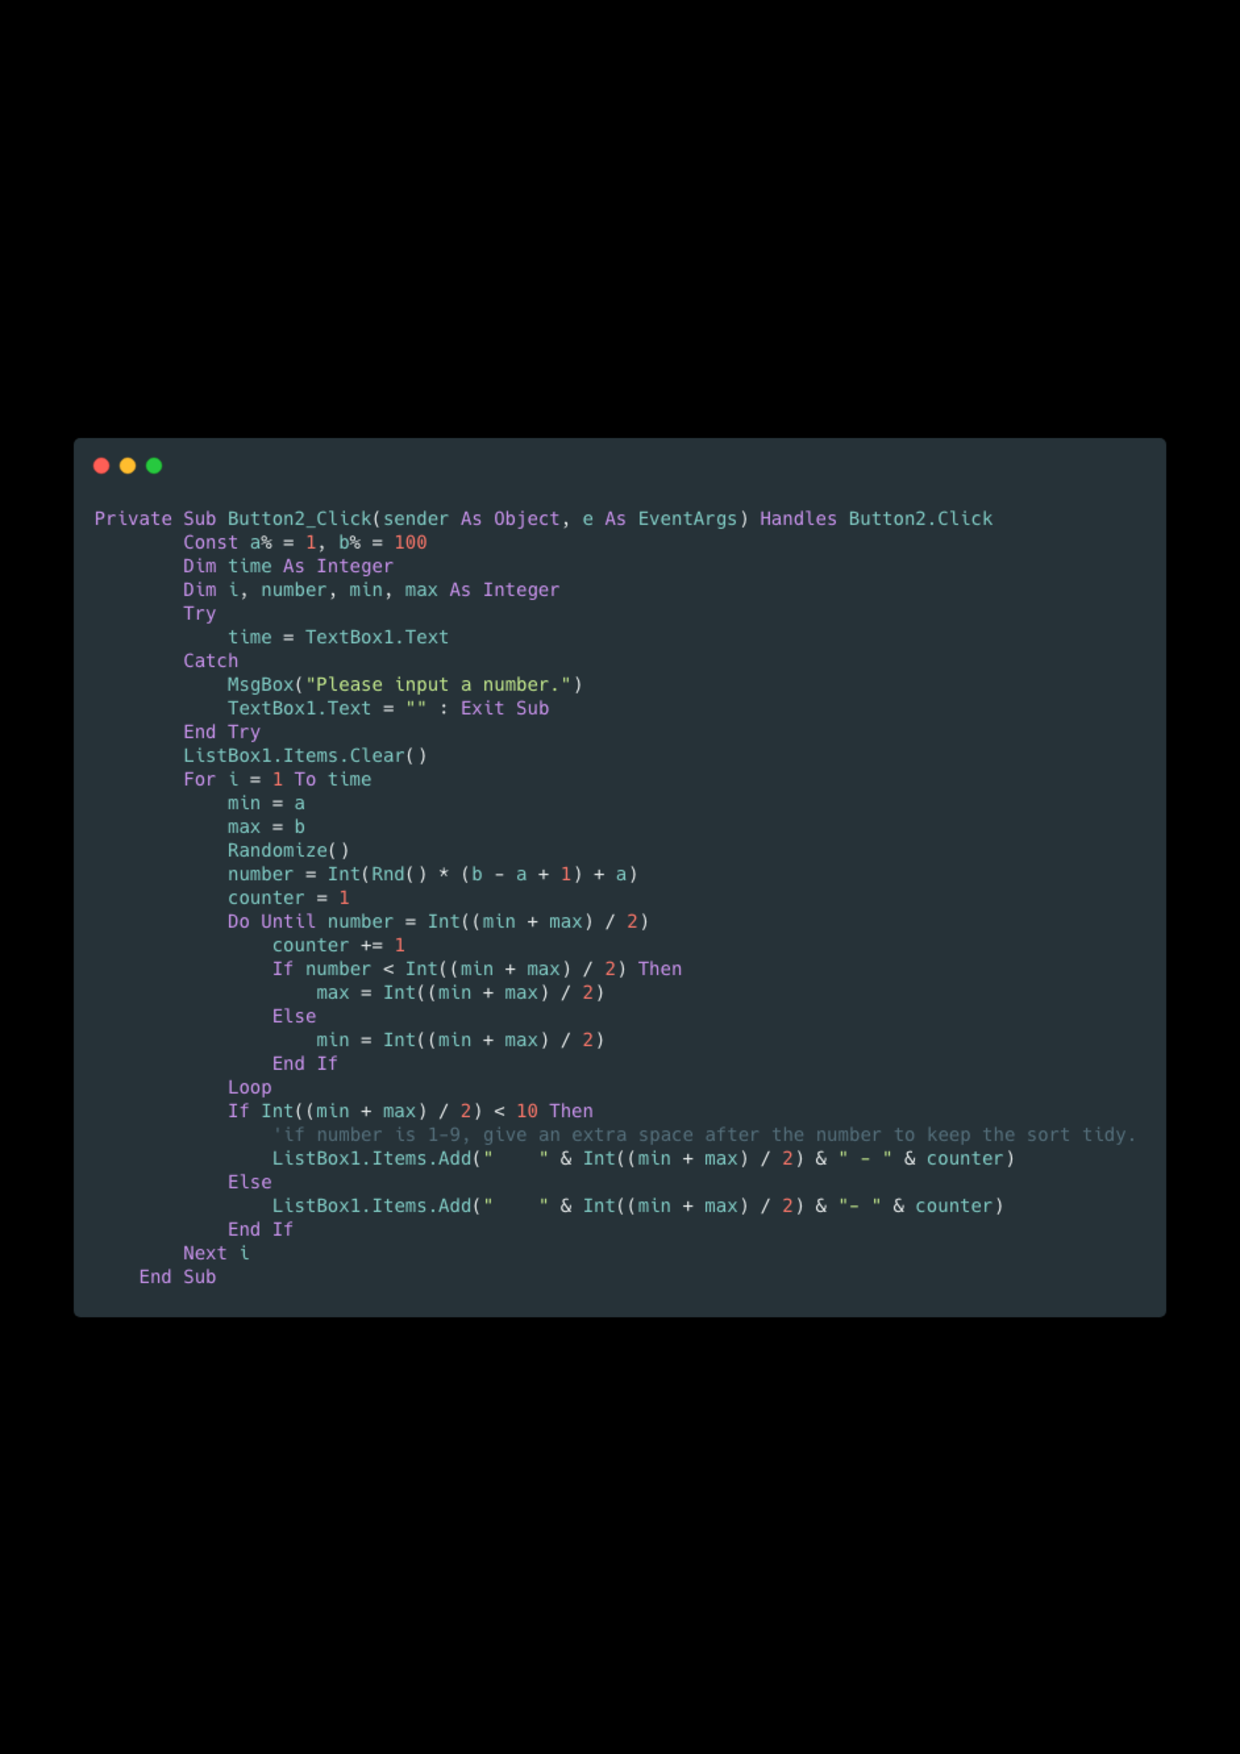 Private Sub Button2_Click(sender As Object, e As EventArgs) Handles Button2.Click
        Const a% = 1, b% = 100
        Dim time As Integer
        Dim i, number, min, max As Integer
        Try
            time = TextBox1.Text
        Catch
            MsgBox("Please input a number.")
            TextBox1.Text = "" : Exit Sub
        End Try
        ListBox1.Items.Clear()
        For i = 1 To time
            min = a
            max = b
            Randomize()
            number = Int(Rnd() * (b - a + 1) + a)
            counter = 1
            Do Until number = Int((min + max) / 2)
                counter += 1
                If number < Int((min + max) / 2) Then
                    max = Int((min + max) / 2)
                Else
                    min = Int((min + max) / 2)
                End If
            Loop
            If Int((min + max) / 2) < 10 Then
                'if number is 1-9, give an extra space after the number to keep the sort tidy.
                ListBox1.Items.Add("    " & Int((min + max) / 2) & " - " & counter)
            Else
                ListBox1.Items.Add("    " & Int((min + max) / 2) & "- " & counter)
            End If
        Next i
    End Sub